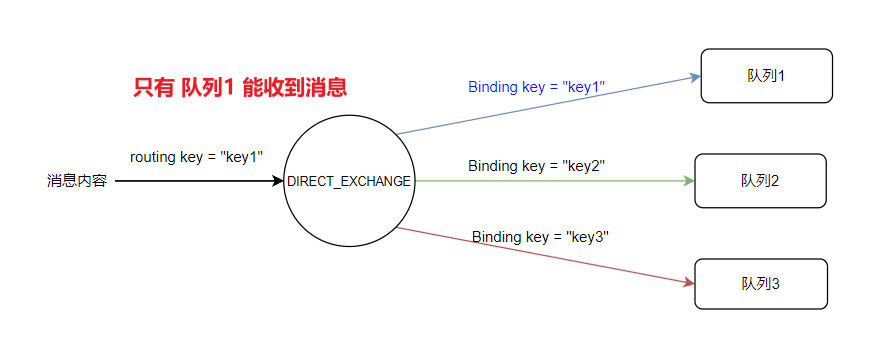 只有 队列1 能收到消息
Binding key = "key1"
队列1
routing key = "key1"
消息内容
DIRECT_EXCHANGE
Binding key = "key2"
队列2
Binding key = "key3"
队列3